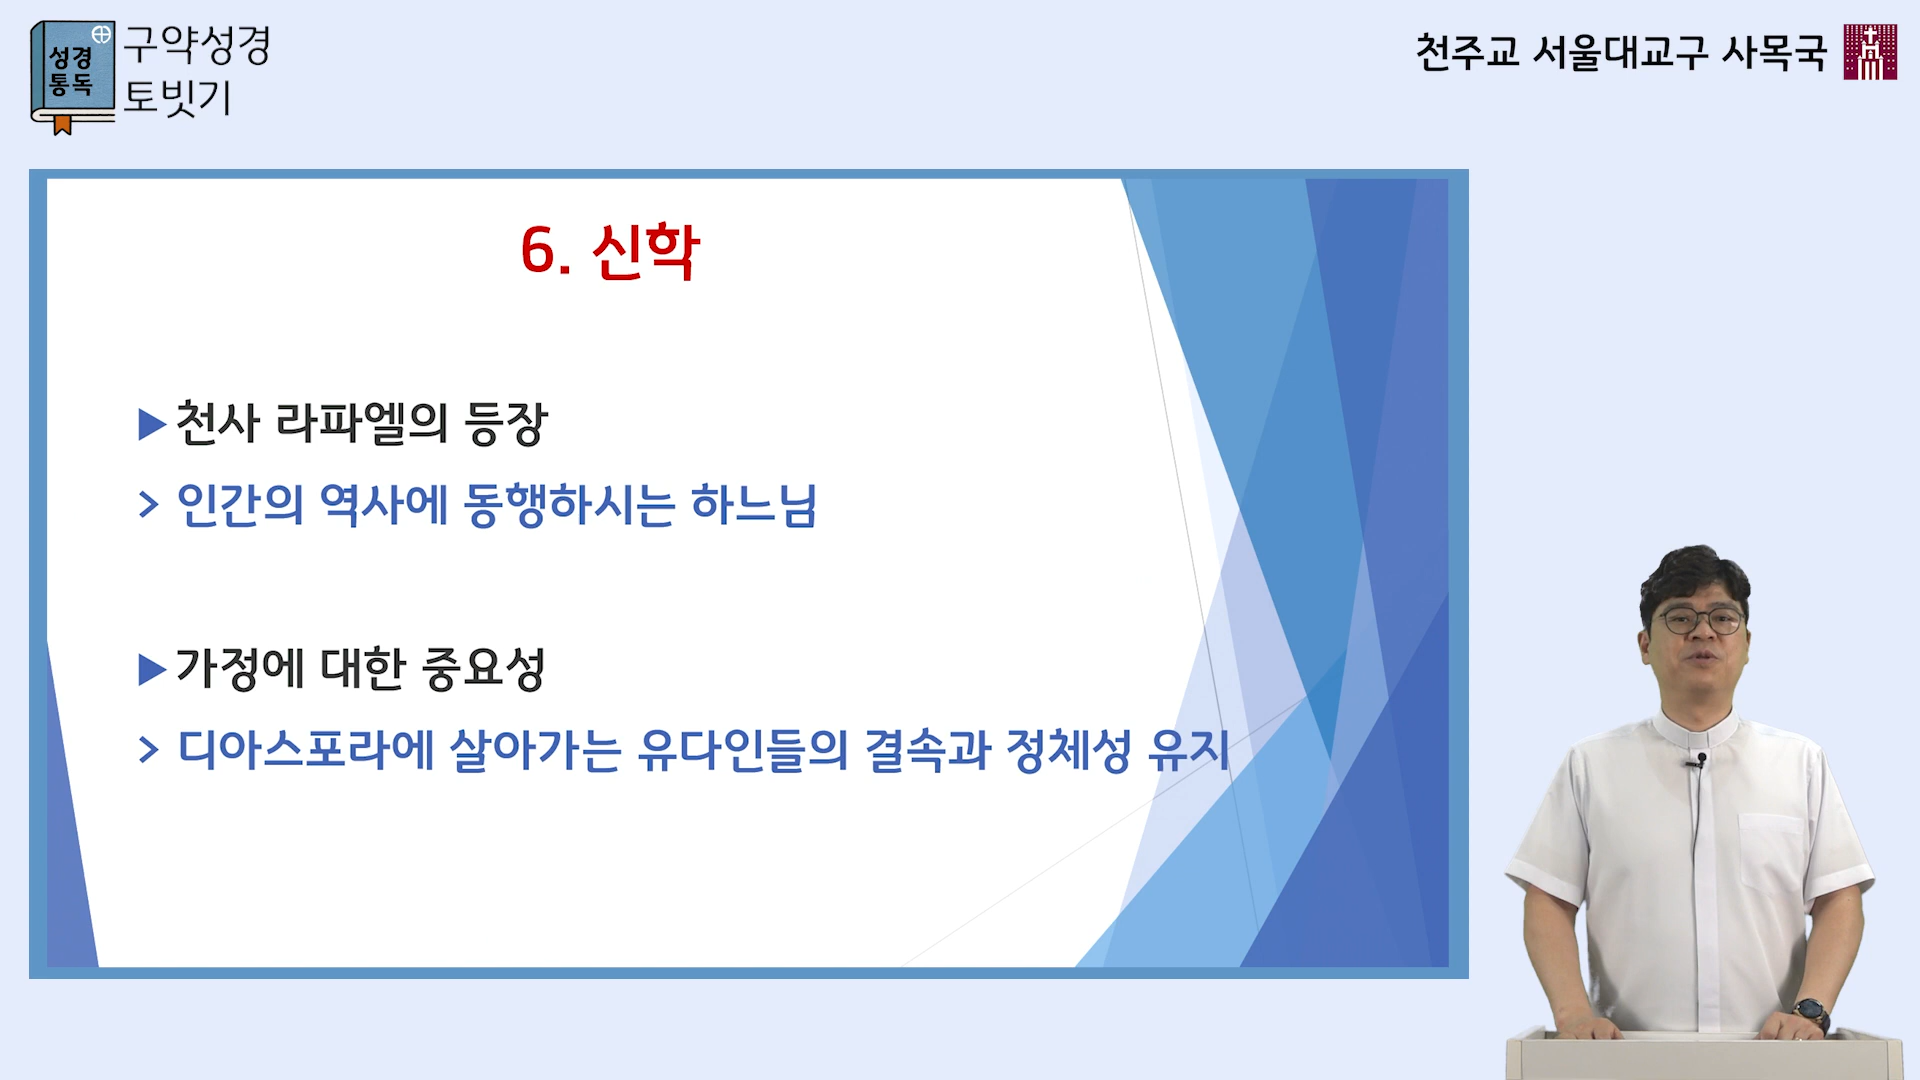 성경
통독
구약성경
토빗기
천주교 서울대교구 사목국
6. 신학
▶천사 라파엘의 등장
> 인간의 역사에 동행하시는 하느님
▶가정에 대한 중요성
> 디아스포라에 살아가는 유다인들의 결속과 정체성 유지